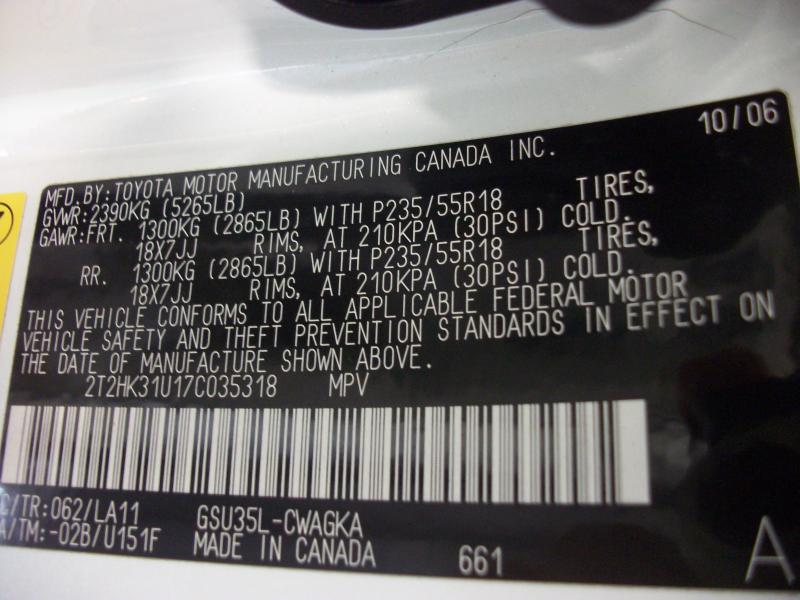 10/06
MFD.BY:TOYOTA MOTOR MANUFACTURING CANADA INC.
GVWR:2390KG (5265LB)
GAWR:FRT. 1300KG (2865LB) WITH P235/55R18 TIRES,
18X7JJ RIMS, AT 210KPA (30PSI) COLD.
RR. 1300KG (2865LB) WITH P235/55R18 TIRES,
18X7JJ RIMS, AT 210KPA (30PSI) COLD.
THIS VEHICLE CONFORMS TO ALL APPLICABLE FEDERAL MOTOR
VEHICLE SAFETY AND THEFT PREVENTION STANDARDS IN EFFECT ON
THE DATE OF MANUFACTURE SHOWN ABOVE.
2T2HK31U17C035318 MPV
C/TR:062/LA11 GSU35L-CWAGKA
A/TM:-02B/U151F MADE IN CANADA 661 A